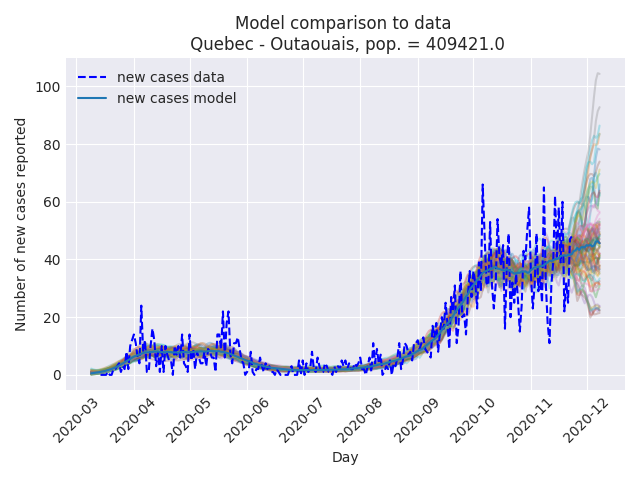 Model comparison to data
Quebec - Outaouais, pop. = 409421.0
new cases data
new cases model
Number of new cases reported
100
80
60
40
20
0
2020-03
2020-04
2020-05
2020-06
2020-07
2020-08
2020-09
2020-10
2020-11
2020-12
Day